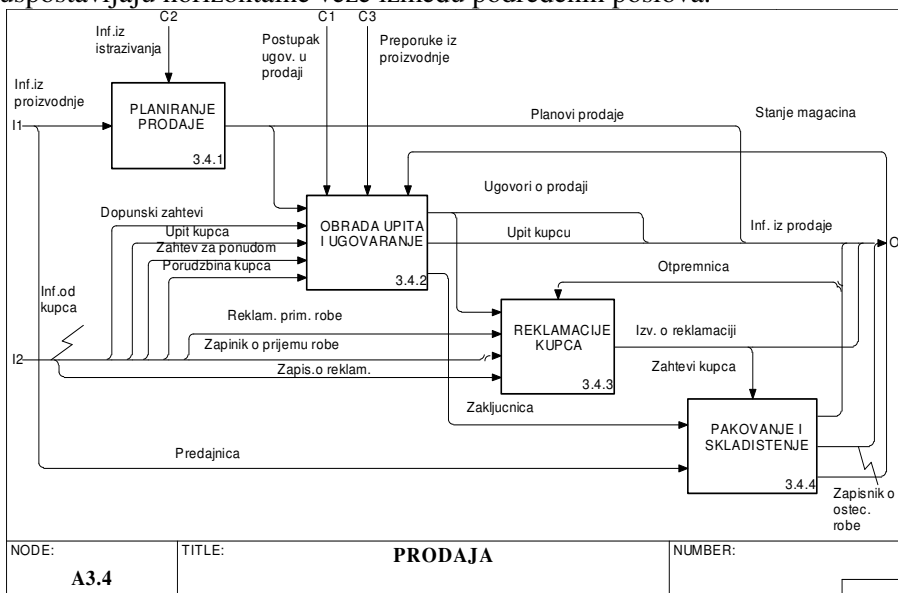 uspostavljaju horizontalne veze između podređenih poslova.
C2
C1
C3
Inf.iz
istrazivanja
Postupak
ugov. u
prodaji
Preporuke iz
proizvodnje
Inf.iz
proizvodnje
I1
PLANIRANJE
PRODAJE
3.4.1
Planovi prodaje
Stanje magacina
Ugovori o prodaji
Dopunski zahtevi
Upit kupca
Zahtev za ponudom
Porudzbina kupca
OBRADA UPITA
I UGOVARANJE
3.4.2
Upit kupcu
Inf. iz prodaje
O
Otpremnica
Inf.od
kupca
I2
Reklam. prim. robe
Zapinik o prijemu robe
Zapis.o reklam.
REKLAMACIJE
KUPCA
3.4.3
Izv. o reklamaciji
Zahtevi kupca
Zakljucnica
Predajnica
PAKOVANJE I
SKLADISTENJE
3.4.4
Zapisnik o
ostec.
robe
NODE:
A3.4
TITLE:
PRODAJA
NUMBER: